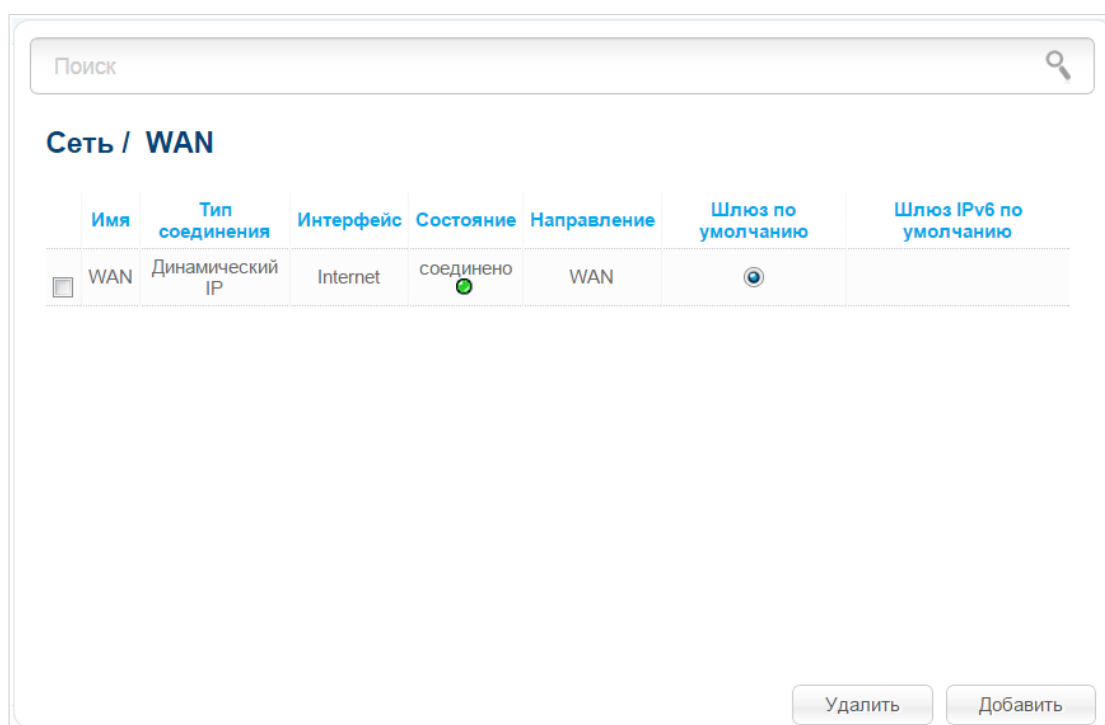 Поиск
Сеть / WAN
Имя Тип соединения Интерфейс Состояние Направление Шлюз по умолчанию Шлюз IPv6 по умолчанию
WAN Динамический IP Internet соединено WAN
Удалить Добавить